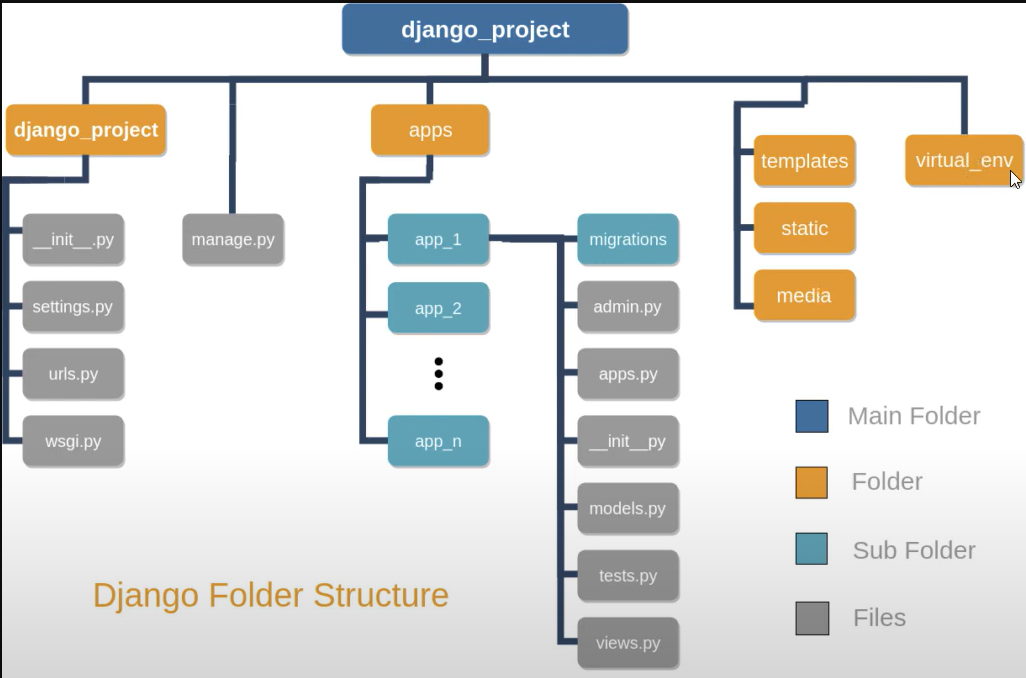 django_project
django_project
apps
templates
virtual_env
static
media
__init__.py
manage.py
app_1
migrations
settings.py
app_2
admin.py
urls.py
apps.py
wsgi.py
app_n
__init__py
models.py
tests.py
views.py
Main Folder
Folder
Sub Folder
Files
Django Folder Structure